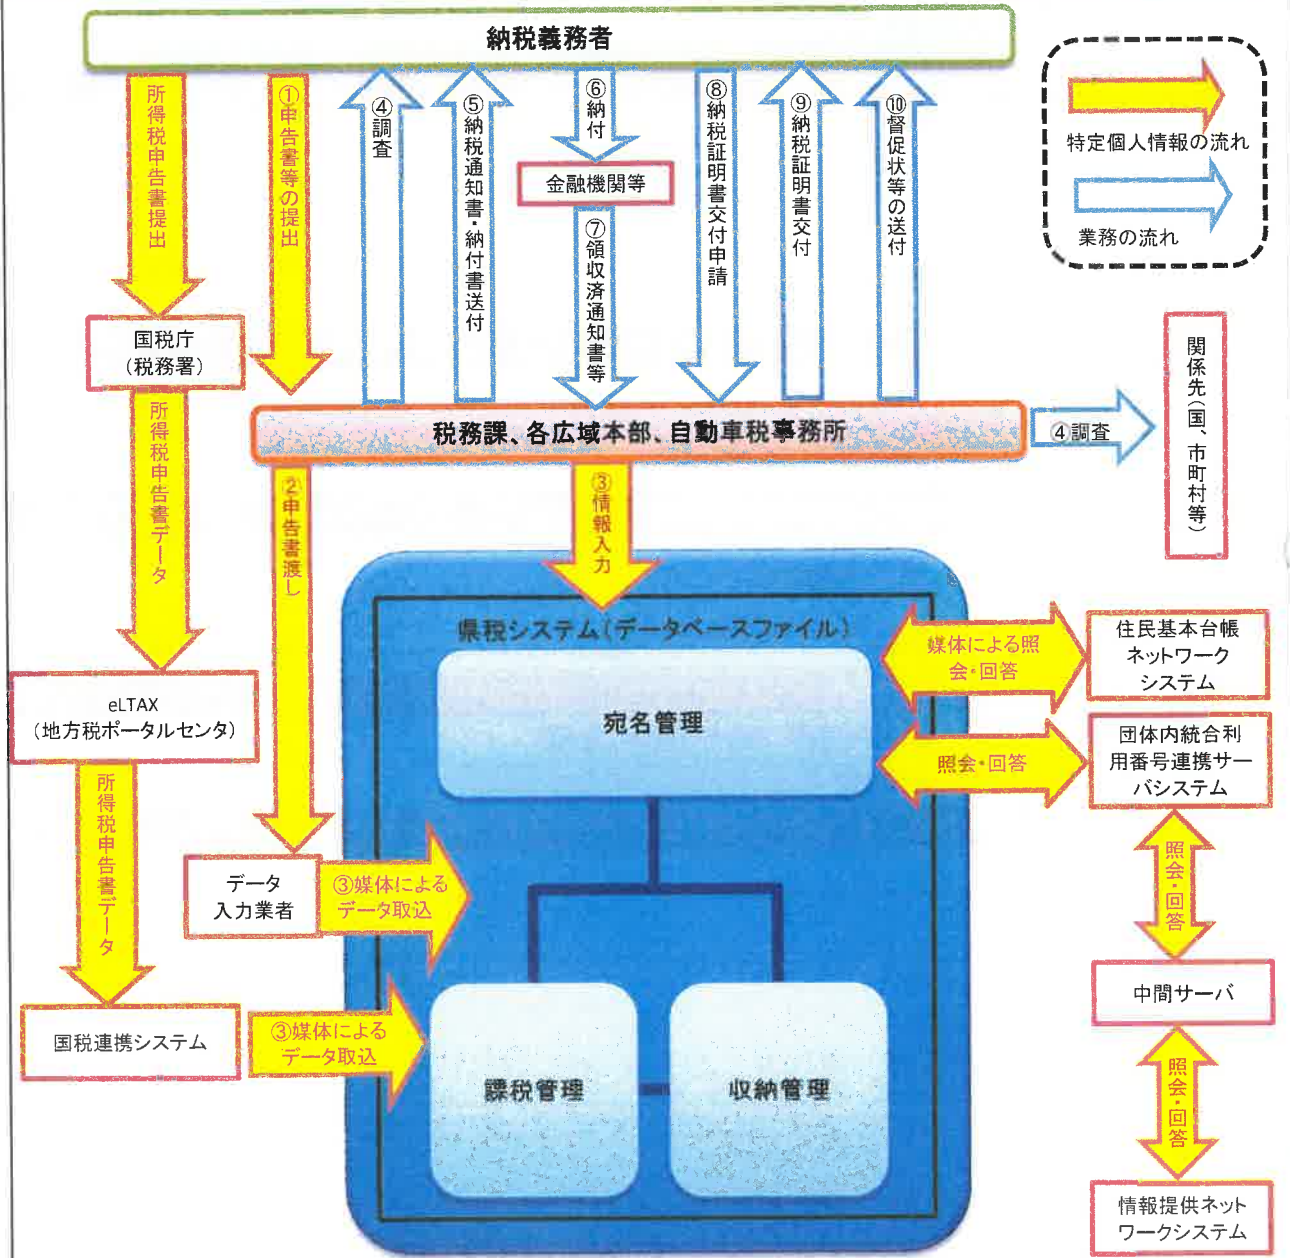 納税義務者
所得税申告書提出
①申告書等の提出
④調査
⑤納税通知書・納付書送付
⑥納付
⑧納税証明書交付申請
⑨納税証明書交付
⑩督促状等の送付
特定個人情報の流れ
業務の流れ
金融機関等
⑦領収済通知書等
国税庁
(税務署)
関係先(国、市町村等)
税務課、各広域本部、自動車税事務所
④調査
所得税申告書データ
②申告書渡し
③情報入力
県税システム(データベースファイル)
媒体による照
会・回答
住民基本台帳
ネットワーク
システム
eLTAX
(地方税ポータルセンタ)
宛名管理
照会・回答
団体内統合利
用番号連携サー
バシステム
所得税申告書データ
照会・回答
データ
入力業者
③媒体による
データ取込
中間サーバ
国税連携システム
③媒体による
データ取込
課税管理
収納管理
照会・回答
情報提供ネット
ワークシステム